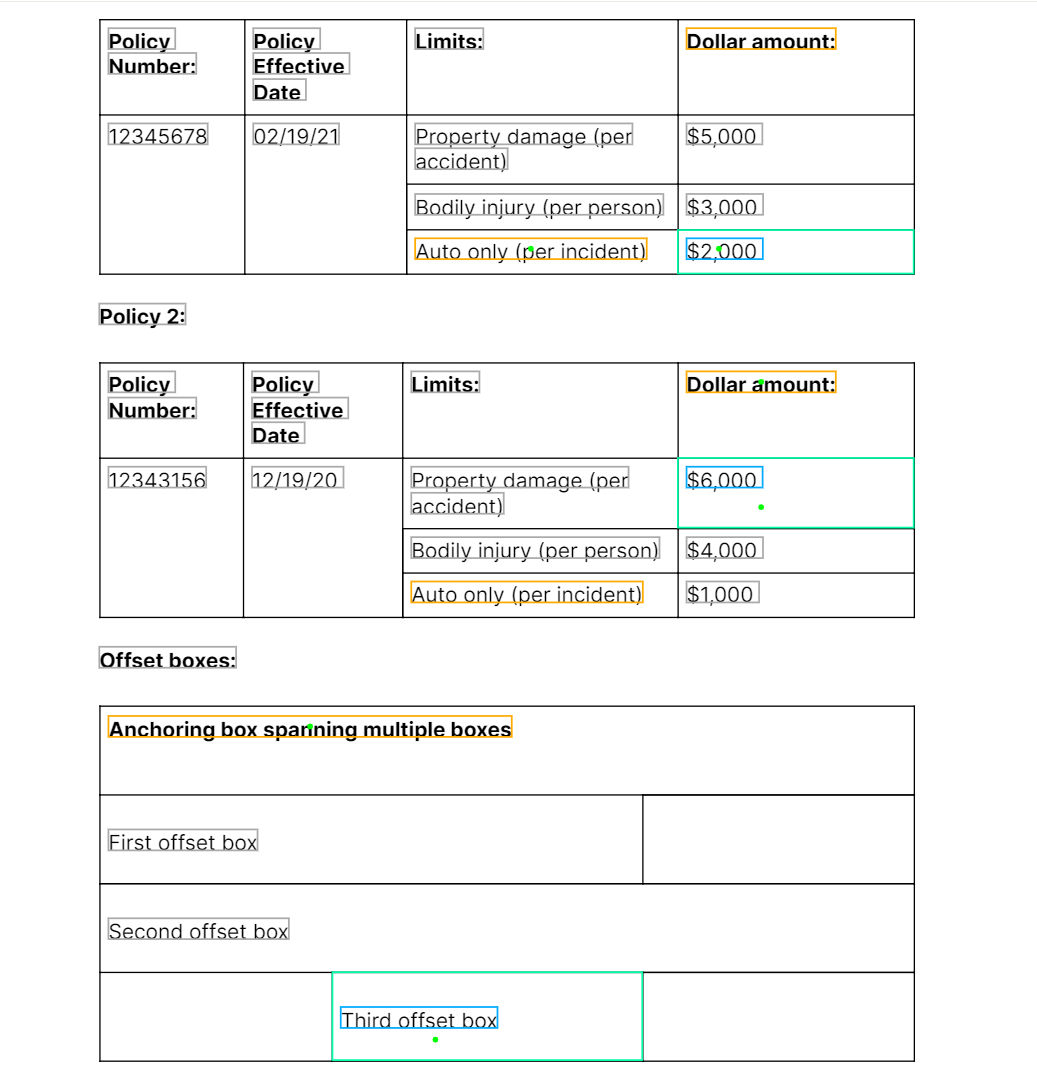 Policy Number:
Policy Effective Date
Limits:
Dollar amount:
12345678
02/19/21
Property damage (per accident)
$5,000
Bodily injury (per person)
$3,000
Auto only (per incident)
$2,000
Policy 2:
Policy Number:
Policy Effective Date
Limits:
Dollar amount:
12343156
12/19/20
Property damage (per accident)
$6,000
Bodily injury (per person)
$4,000
Auto only (per incident)
$1,000
Offset boxes:
Anchoring box spanning multiple boxes
First offset box
Second offset box
Third offset box